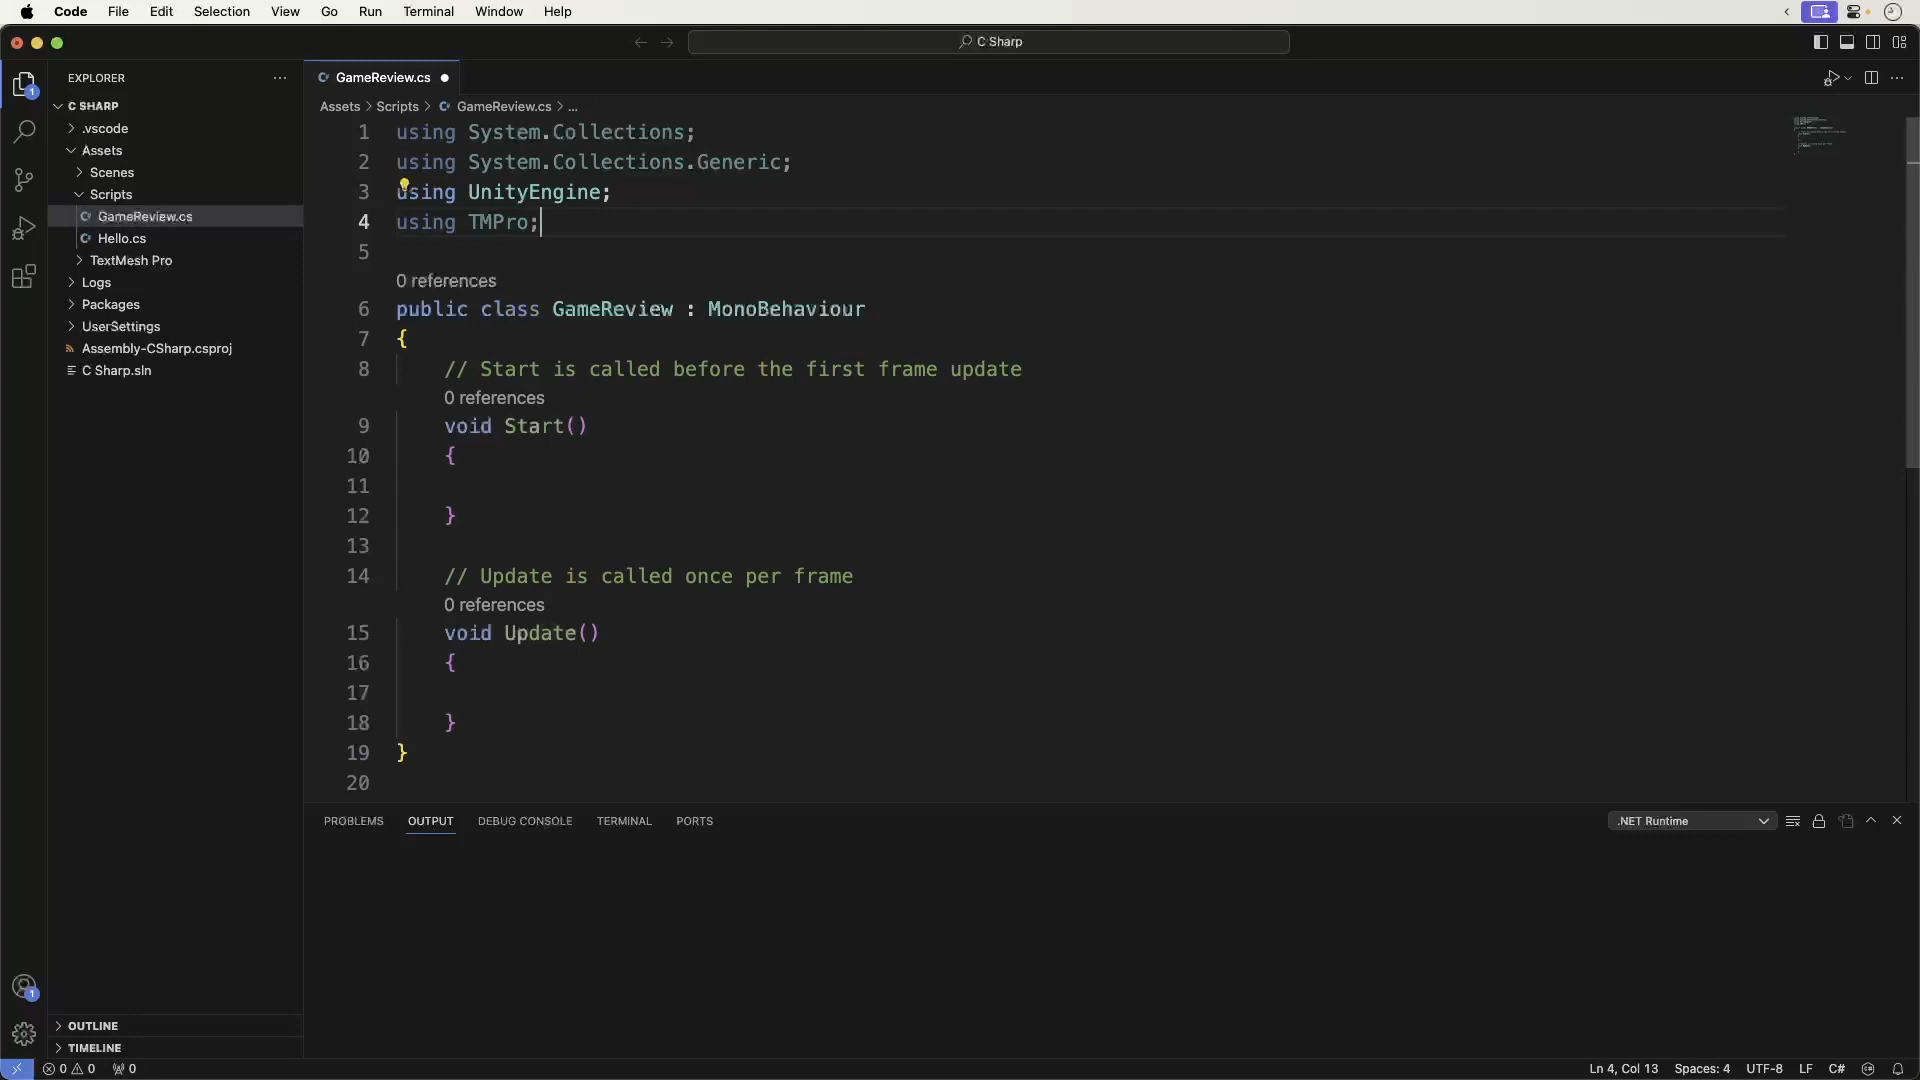 Code File Edit Selection View Go Run Terminal Window Help
C Sharp
EXPLORER
C SHARP
.vscode
Assets
Scenes
Scripts
GameReview.cs
Hello.cs
TextMesh Pro
Logs
Packages
UserSettings
Assembly-CSharp.csproj
C Sharp.sln
OUTLINE
TIMELINE
GameReview.cs
Assets > Scripts > GameReview.cs > ...
1 using System.Collections;
2 using System.Collections.Generic;
3 using UnityEngine;
4 using TMPro;
5
0 references
6 public class GameReview : MonoBehaviour
7 {
8 // Start is called before the first frame update
0 references
9 void Start()
10 {
11
12 }
13
14 // Update is called once per frame
0 references
15 void Update()
16 {
17
18 }
19 }
20
PROBLEMS OUTPUT DEBUG CONSOLE TERMINAL PORTS
.NET Runtime
1
1
0 0 0
Ln 4, Col 13 Spaces: 4 UTF-8 LF C#